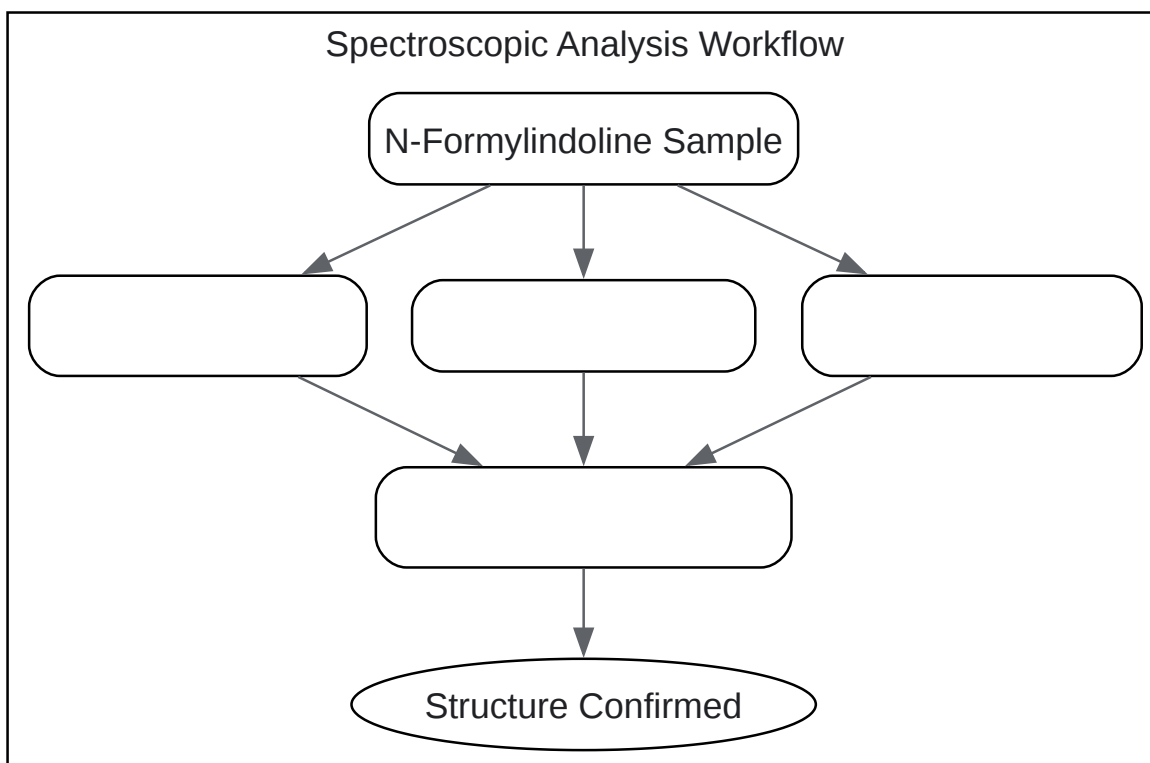 Spectroscopic Analysis Workflow
N-Formylindoline Sample
Structure Confirmed